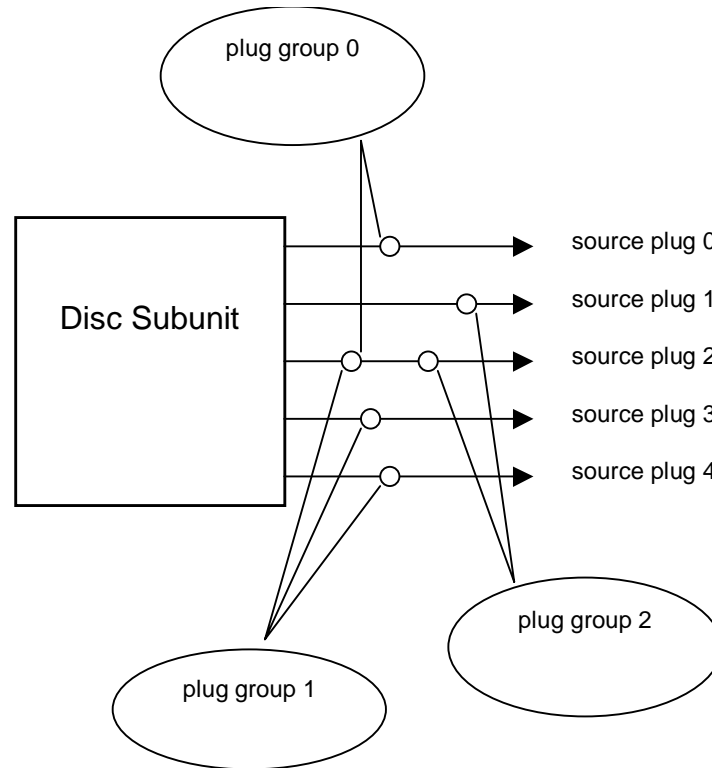 plug group 0
source plug 0
source plug 1
Disc Subunit
source plug 2
source plug 3
source plug 4
plug group 2
plug group 1